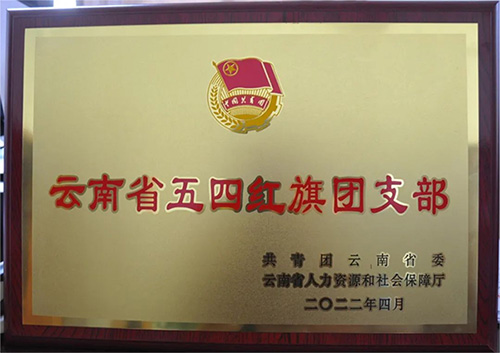 中国共青团
云南省五四红旗团支部
共青团云南省委
云南省人力资源和社会保障厅
二〇二二年四月